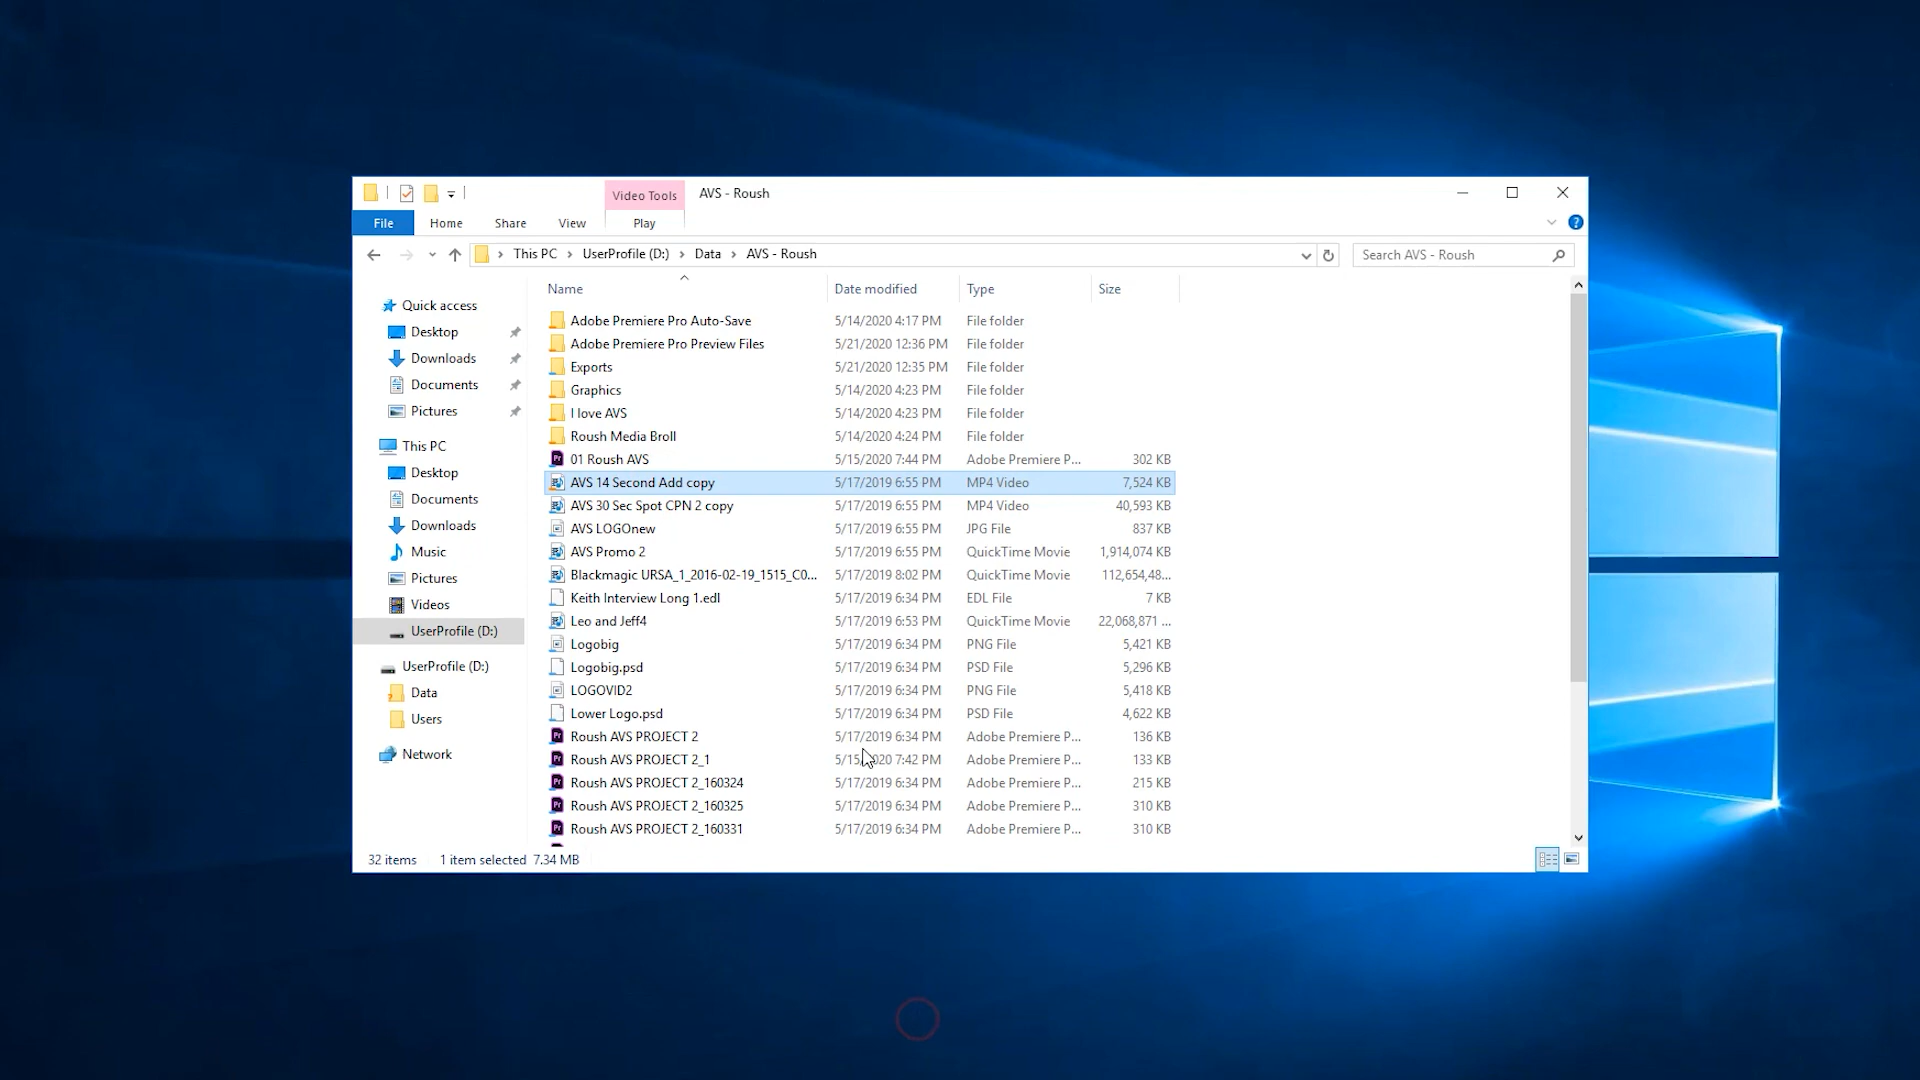 Video Tools AVS - Roush
File Home Share View Play
This PC UserProfile (D:) Data AVS - Roush Search AVS - Roush
Name Date modified Type Size
Quick access
Desktop
Downloads
Documents
Pictures
This PC
Desktop
Documents
Downloads
Music
Pictures
Videos
UserProfile (D:)
UserProfile (D:)
Data
Users
Network
Adobe Premiere Pro Auto-Save 5/14/2020 4:17 PM File folder
Adobe Premiere Pro Preview Files 5/21/2020 12:36 PM File folder
Exports 5/21/2020 12:35 PM File folder
Graphics 5/14/2020 4:23 PM File folder
I love AVS 5/14/2020 4:23 PM File folder
Roush Media Broll 5/14/2020 4:24 PM File folder
01 Roush AVS 5/15/2020 7:44 PM Adobe Premiere P... 302 KB
AVS 14 Second Add copy 5/17/2019 6:55 PM MP4 Video 7,524 KB
AVS 30 Sec Spot CPN 2 copy 5/17/2019 6:55 PM MP4 Video 40,593 KB
AVS LOGOnew 5/17/2019 6:55 PM JPG File 837 KB
AVS Promo 2 5/17/2019 6:55 PM QuickTime Movie 1,914,074 KB
Blackmagic URSA_1_2016-02-19_1515_C0... 5/17/2019 8:02 PM QuickTime Movie 112,654,48...
Keith Interview Long 1.edl 5/17/2019 6:34 PM EDL File 7 KB
Leo and Jeff4 5/17/2019 6:53 PM QuickTime Movie 22,068,871 ...
Logobig 5/17/2019 6:34 PM PNG File 5,421 KB
Logobig.psd 5/17/2019 6:34 PM PSD File 5,296 KB
LOGOVID2 5/17/2019 6:34 PM PNG File 5,418 KB
Lower Logo.psd 5/17/2019 6:34 PM PSD File 4,622 KB
Roush AVS PROJECT 2 5/17/2019 6:34 PM Adobe Premiere P... 136 KB
Roush AVS PROJECT 2_1 5/15/2020 7:42 PM Adobe Premiere P... 133 KB
Roush AVS PROJECT 2_160324 5/17/2019 6:34 PM Adobe Premiere P... 215 KB
Roush AVS PROJECT 2_160325 5/17/2019 6:34 PM Adobe Premiere P... 310 KB
Roush AVS PROJECT 2_160331 5/17/2019 6:34 PM Adobe Premiere P... 310 KB
32 items 1 item selected 7.34 MB